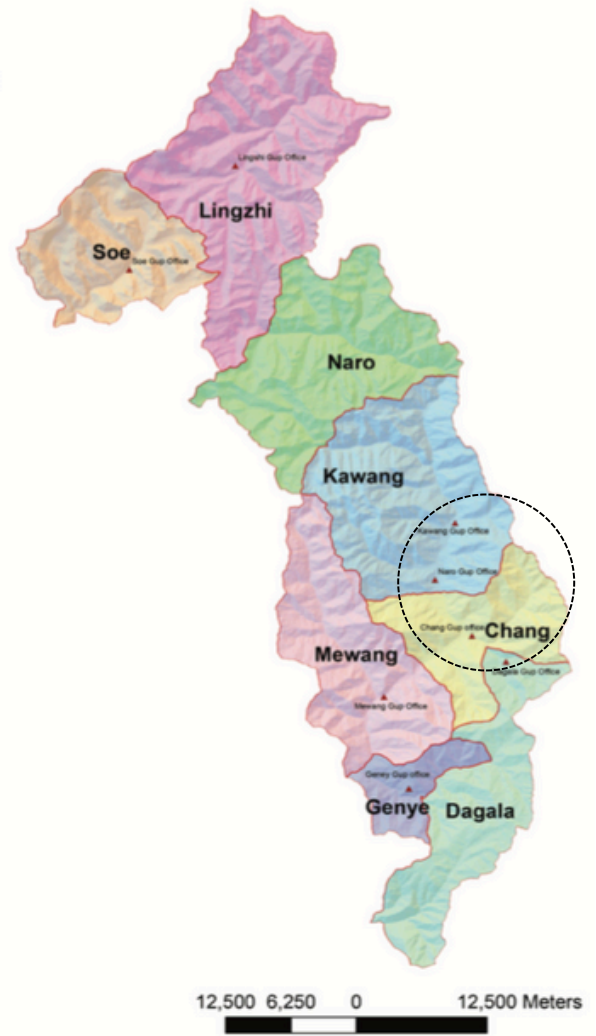 Lingshi Gup Office
Lingzhi
Soe
Soe Gup Office
Naro
Kawang
Kawang Gup Office
Naro Gup Office
Chang Gup office
Chang
Mewang
Dagala Gup Office
Mewang Gup Office
Geney Gup office
Genye
Dagala
12,500 6,250 0 12,500 Meters